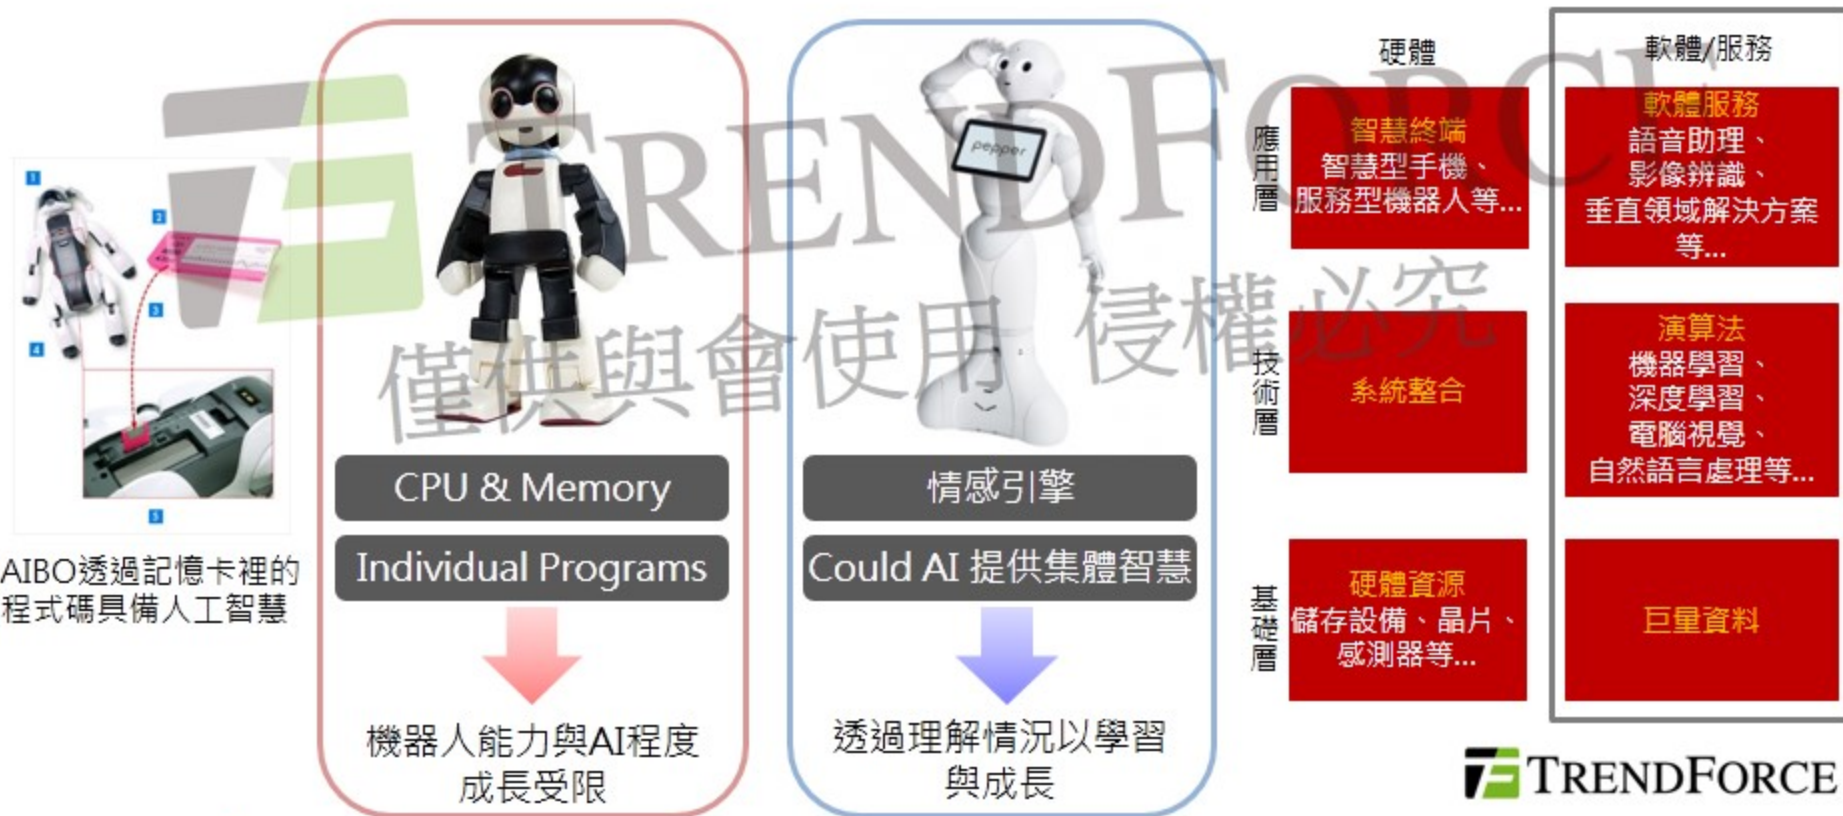 1
2
3
4
5
AIBO透過記憶卡裡的
程式碼具備人工智慧
CPU & Memory
Individual Programs
機器人能力與AI程度
成長受限
pepper
情感引擎
Could AI 提供集體智慧
透過理解情況以學習
與成長
硬體
軟體/服務
應用層
智慧終端
智慧型手機、
服務型機器人等...
軟體服務
語音助理、
影像辨識、
垂直領域解決方案
等...
技術層
系統整合
演算法
機器學習、
深度學習、
電腦視覺、
自然語言處理等...
基礎層
硬體資源
儲存設備、晶片、
感測器等...
巨量資料
TRENDFORCE
僅供與會使用 侵權必究
TRENDFORCE